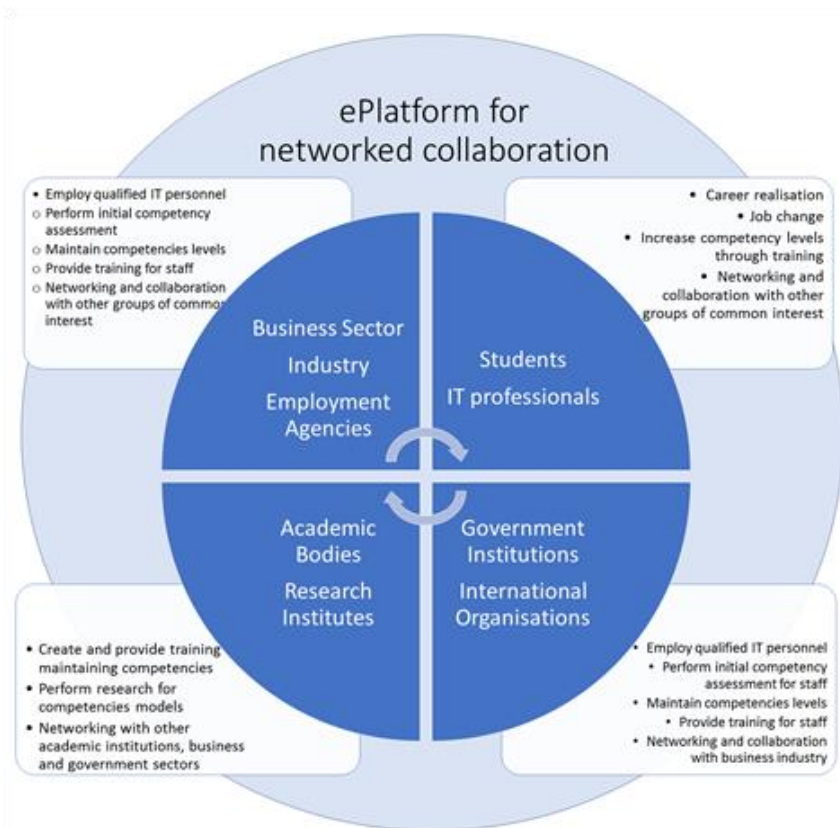 ePlatform for
networked collaboration
• Employ qualified IT personnel
o Perform initial competency
assessment
o Maintain competencies levels
o Provide training for staff
o Networking and collaboration
with other groups of common
interest
• Career realisation
• Job change
• Increase competency levels
through training
• Networking and
collaboration with other
groups of common interest
Business Sector
Industry
Employment
Agencies
Students
IT professionals
Academic
Bodies
Research
Institutes
Government
Institutions
International
Organisations
• Create and provide training
maintaining competencies
• Perform research for
competencies models
• Networking with other
academic institutions, business
and government sectors
• Employ qualified IT personnel
• Perform initial competency
assessment for staff
• Maintain competencies levels
• Provide training for staff
• Networking and collaboration
with business industry